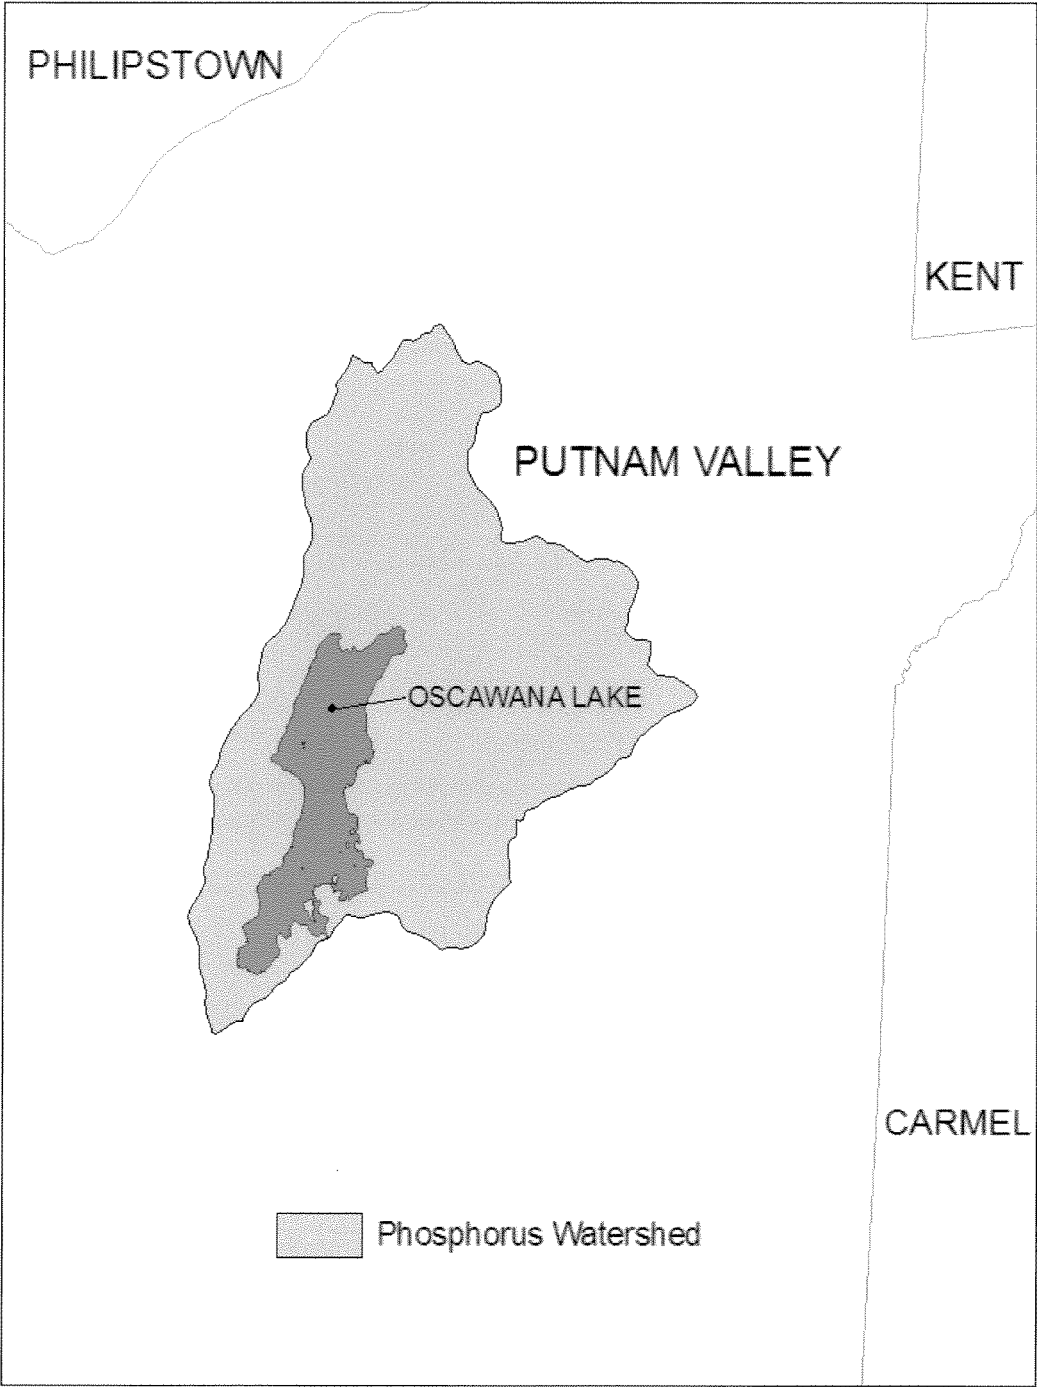 PHILIPSTOWN
KENT
PUTNAM VALLEY
OSCAWANA LAKE
CARMEL
Phosphorus Watershed